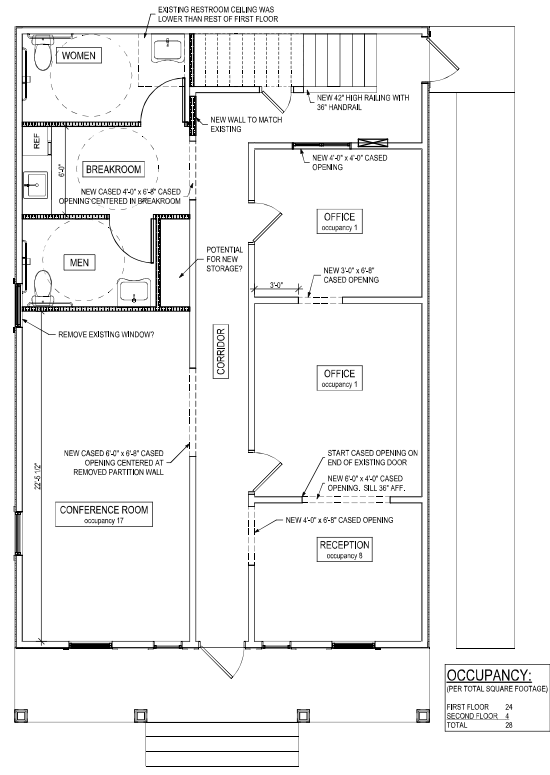 EXISTING RESTROOM CEILING WAS
LOWER THAN REST OF FIRST FLOOR
WOMEN
NEW 42" HIGH RAILING WITH
36" HANDRAIL
NEW WALL TO MATCH
EXISTING
REF
6'-0"
BREAKROOM
NEW CASED 4'-0" x 6'-8" CASED
OPENING CENTERED IN BREAKROOM
NEW 4'-0" x 4'-0" CASED
OPENING
OFFICE
occupancy 1
MEN
POTENTIAL
FOR NEW
STORAGE?
NEW 3'-0" x 6'-8"
CASED OPENING
3'-0"
REMOVE EXISTING WINDOW?
CORRIDOR
OFFICE
occupancy 1
NEW CASED 6'-0" x 6'-8" CASED
OPENING CENTERED AT
REMOVED PARTITION WALL
22'-5 1/2"
START CASED OPENING ON
END OF EXISTING DOOR
NEW 6'-0" x 4'-0" CASED
OPENING. SILL 36" AFF.
CONFERENCE ROOM
occupancy 17
NEW 4'-0" x 6'-8" CASED OPENING
RECEPTION
occupancy 8
OCCUPANCY:
(PER TOTAL SQUARE FOOTAGE)
FIRST FLOOR 24
SECOND FLOOR 4
TOTAL 28